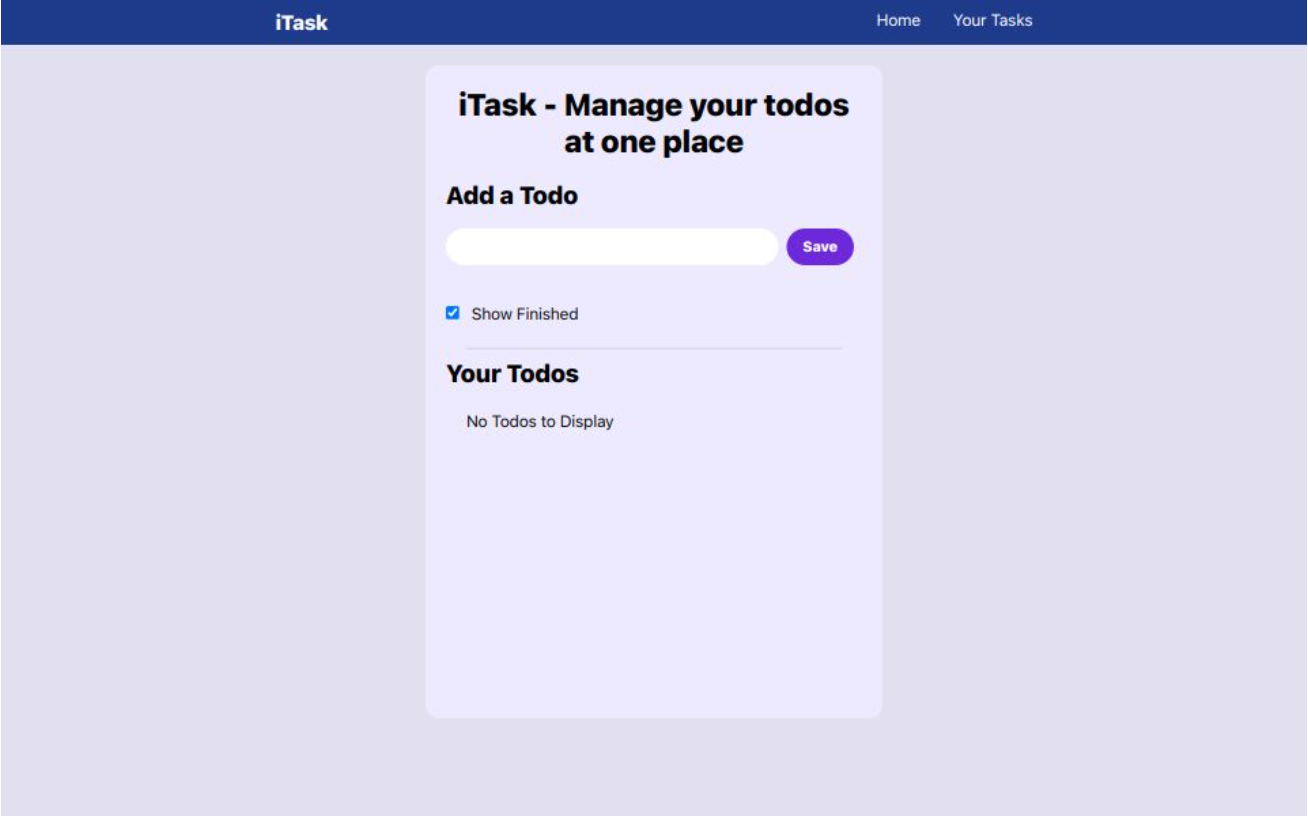 iTask
Home
Your Tasks
iTask - Manage your todos
at one place
Add a Todo
Save
Show Finished
Your Todos
No Todos to Display